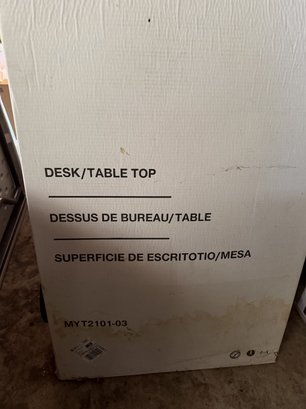 DESK/TABLE TOP
DESSUS DE BUREAU/TABLE
SUPERFICIE DE ESCRITOTIO/MESA
MYT2101-03